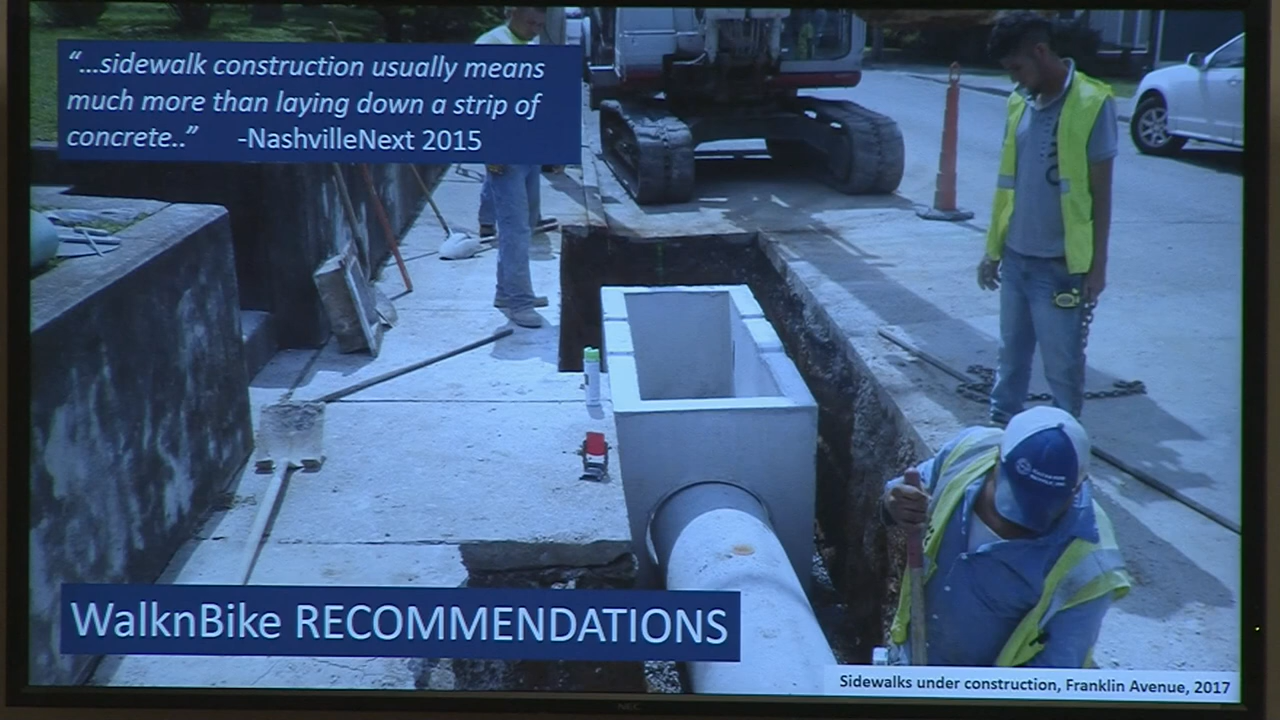 “...sidewalk construction usually means
much more than laying down a strip of
concrete..” -NashvilleNext 2015
WalknBike RECOMMENDATIONS
Sidewalks under construction, Franklin Avenue, 2017
NEC